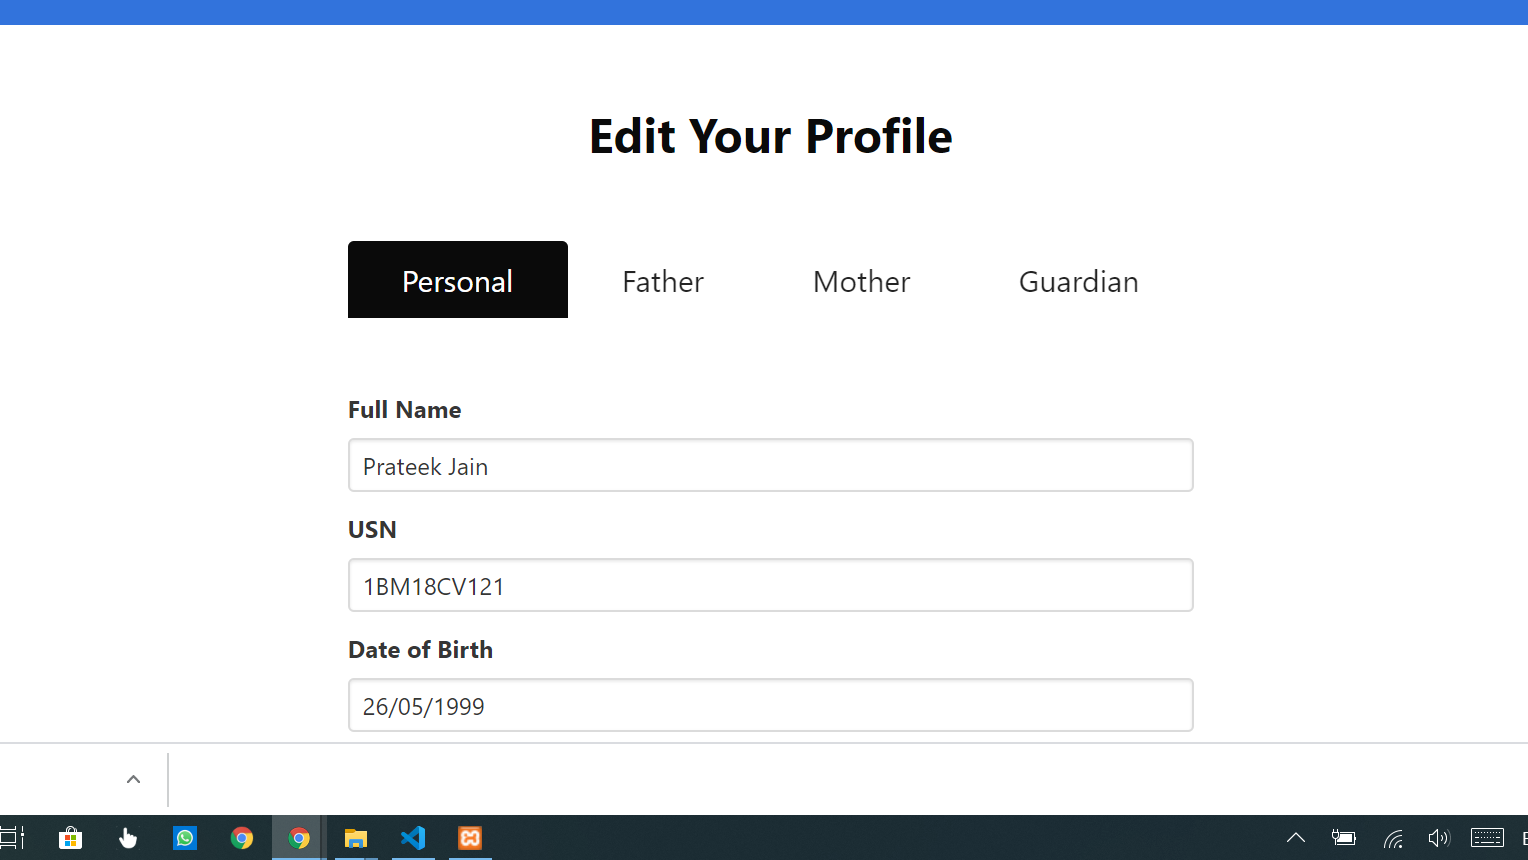 Edit Your Profile
Personal Father Mother Guardian
Full Name
Prateek Jain
USN
1BM18CV121
Date of Birth
26/05/1999